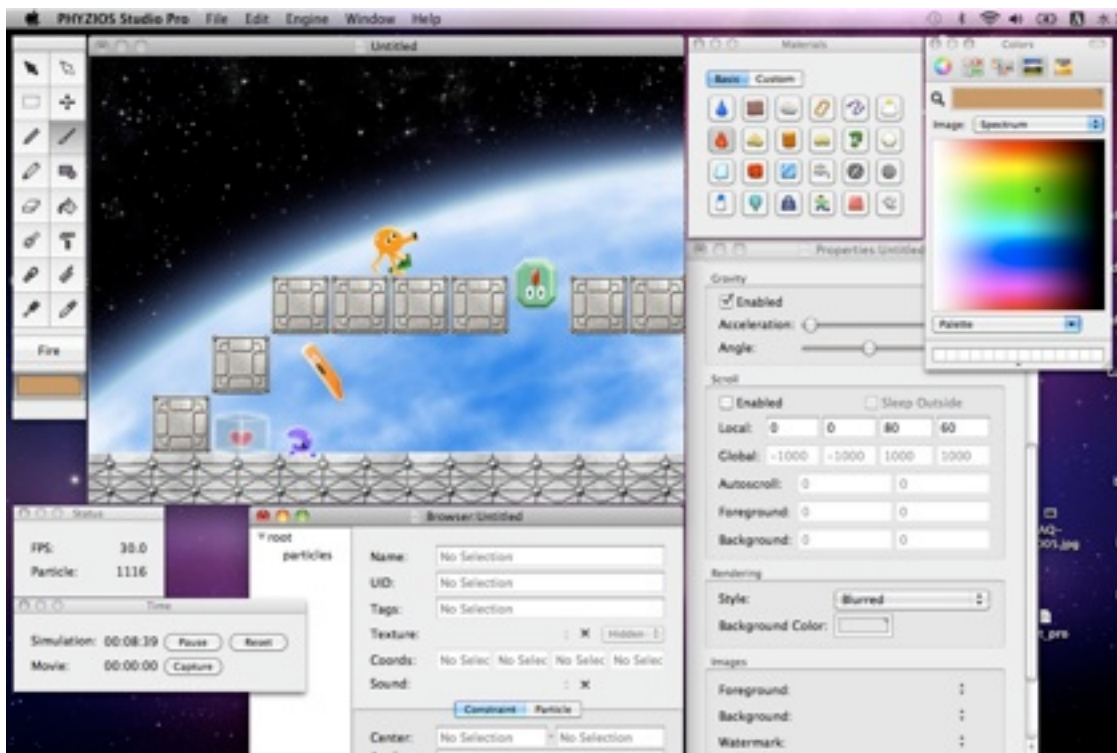 PHYZIOS Studio Pro File Edit Engine Window Help
Untitled
Fire
Status
FPS: 30.0
Particle: 1116
Time
Simulation: 00:08:39 Pause Reset
Movie: 00:00:00 Capture
Browser:Untitled
root
particles
Name: No Selection
UID: No Selection
Tags: No Selection
Texture: : Hidden
Coords: No Selec No Selec No Selec No Selec
Sound: :
Constraint Particle
Center: No Selection No Selection
Materials
Basic Custom
Properties:Untitled
Gravity
Enabled
Acceleration:
Angle:
Scroll
Enabled Sleep Outside
Local: 0 0 80 60
Global: -1000 -1000 1000 1000
Autoscroll: 0 0
Foreground: 0 0
Background: 0 0
Rendering
Style: Blurred
Background Color:
Images
Foreground:
Background:
Watermark:
Colors
Image: Spectrum
Palette